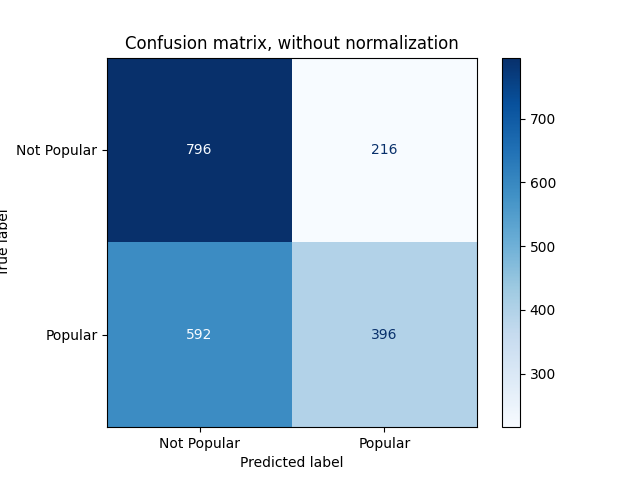 Confusion matrix, without normalization
True label
Not Popular
796
216
Popular
592
396
Not Popular
Popular
Predicted label
700
600
500
400
300